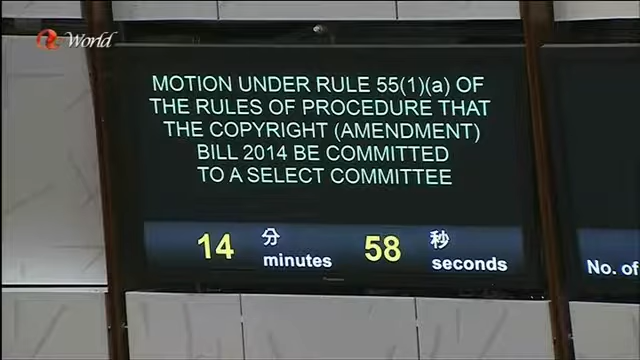 World
MOTION UNDER RULE 55(1)(a) OF
THE RULES OF PROCEDURE THAT
THE COPYRIGHT (AMENDMENT)
BILL 2014 BE COMMITTED
TO A SELECT COMMITTEE
14 分 minutes 58 秒 seconds
No. of